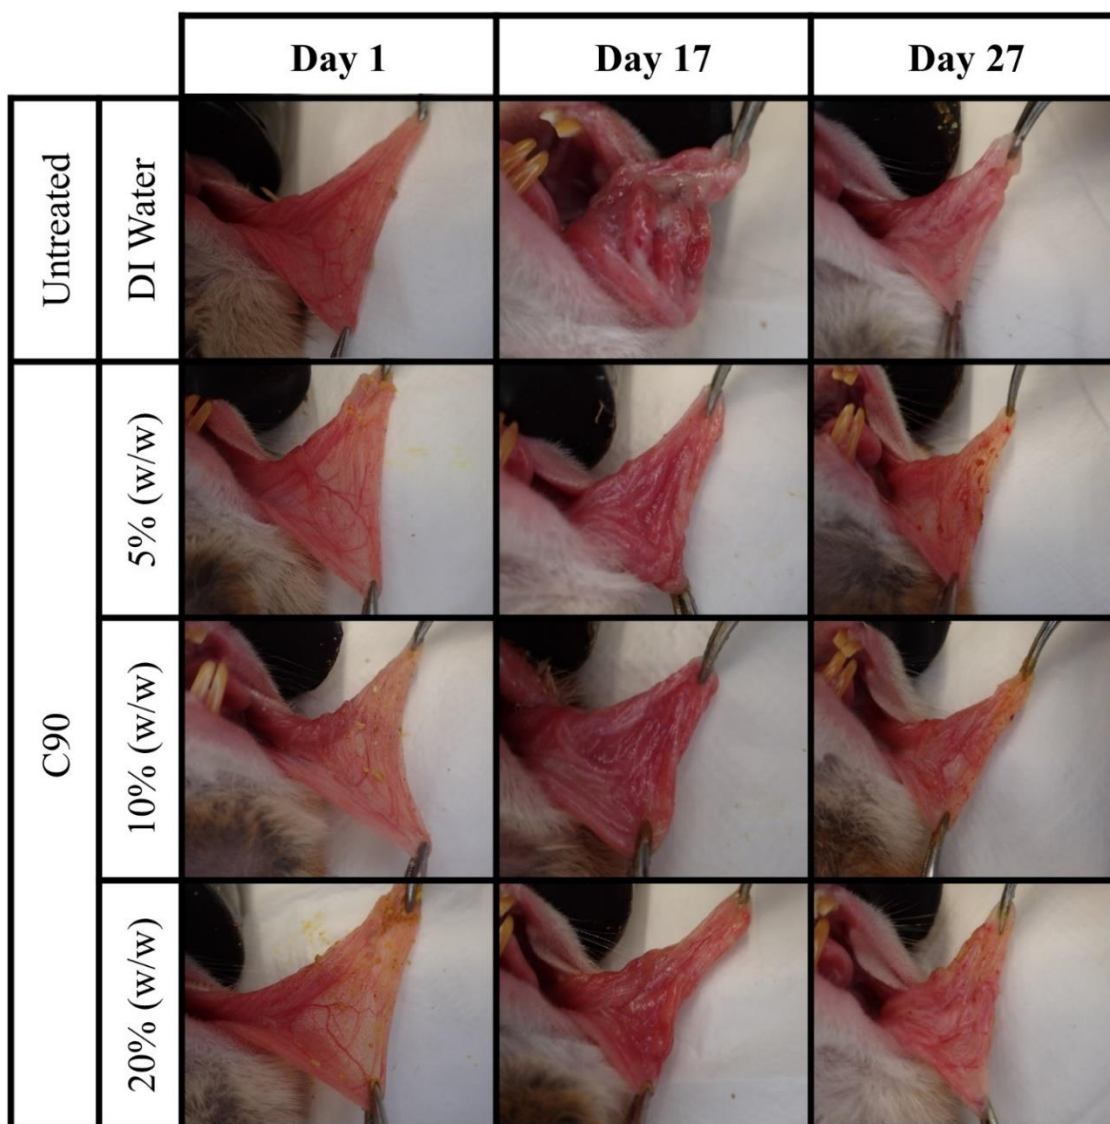 Day 1
Day 17
Day 27
Untreated
DI Water
C90
5% (w/w)
10% (w/w)
20% (w/w)